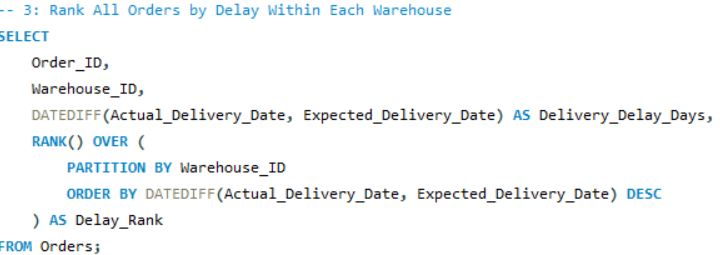 -- 3: Rank All Orders by Delay Within Each Warehouse
SELECT
    Order_ID,
    Warehouse_ID,
    DATEDIFF(Actual_Delivery_Date, Expected_Delivery_Date) AS Delivery_Delay_Days,
    RANK() OVER (
        PARTITION BY Warehouse_ID
        ORDER BY DATEDIFF(Actual_Delivery_Date, Expected_Delivery_Date) DESC
    ) AS Delay_Rank
FROM Orders;